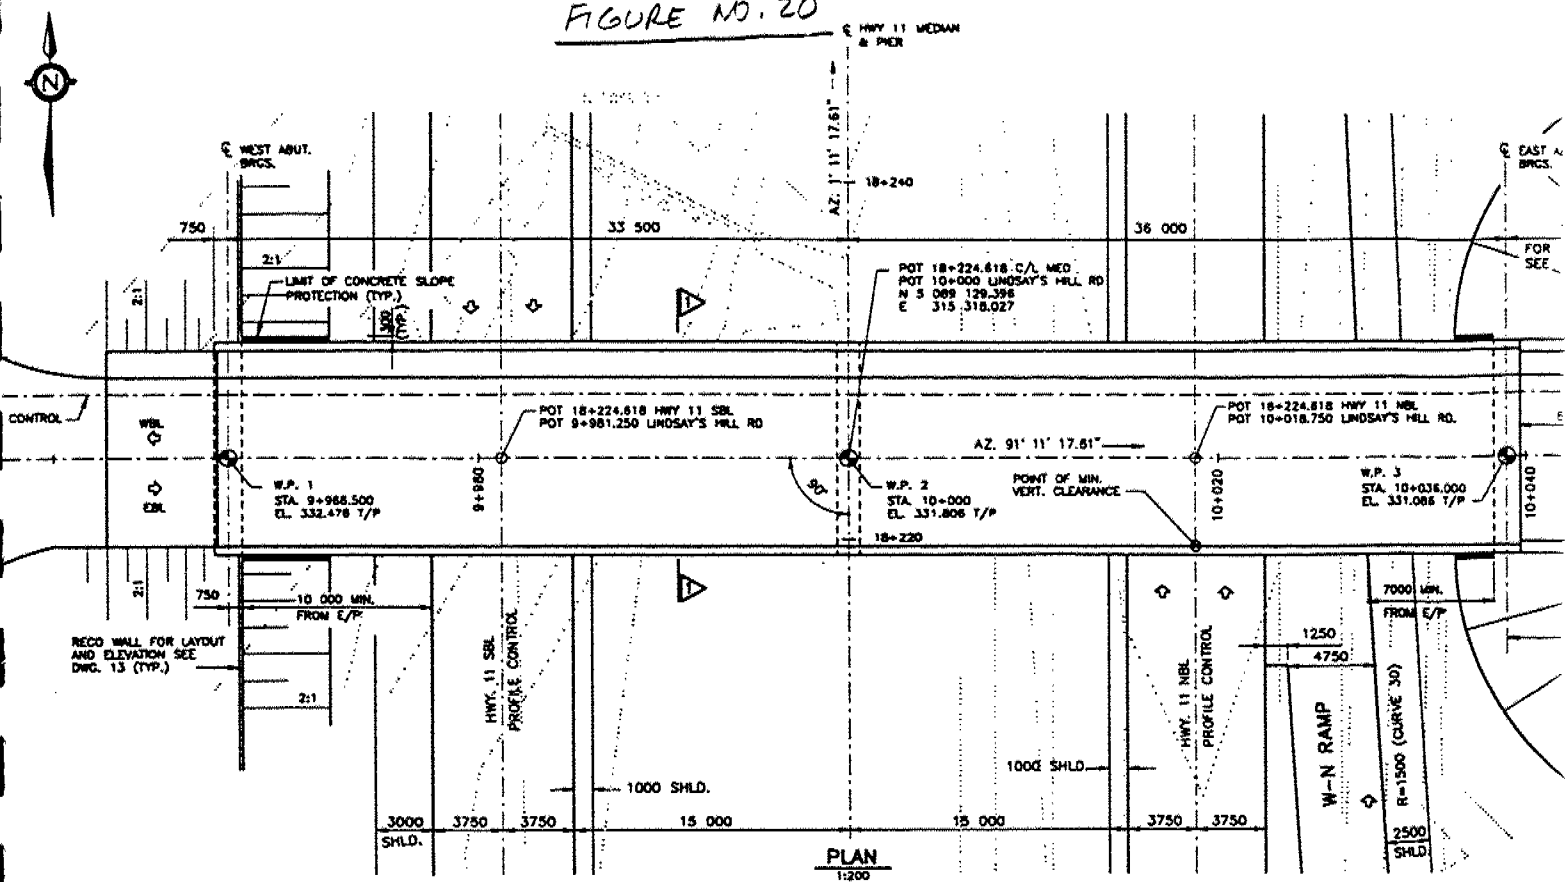 FIGURE NO. 20
℄ HWY 11 MEDIAN
& PIER
N
℄ WEST ABUT.
BRGS.
AZ. 1° 11' 17.61"
18+240
℄ EAST
BRGS.
750
33 500
36 000
FOR
SEE
2:1
2:1
LIMIT OF CONCRETE SLOPE
PROTECTION (TYP.)
300
(TYP.)
1
POT 18+224.618 C/L MED
POT 10+000 LINDSAY'S HILL RD
N 5 089 129.396
E 315 318.027
CONTROL
WBL
EBL
POT 18+224.618 HWY 11 SBL
POT 9+981.250 LINDSAY'S HILL RD
POT 18+224.618 HWY 11 NBL
POT 10+018.750 LINDSAY'S HILL RD.
AZ. 91° 11' 17.61"
W.P. 1
STA. 9+966.500
EL. 332.476 T/P
9+980
90°
W.P. 2
STA. 10+000
EL. 331.806 T/P
POINT OF MIN.
VERT. CLEARANCE
10+020
W.P. 3
STA. 10+036.000
EL. 331.086 T/P
10+040
18+220
2:1
750
10 000 MIN.
FROM E/P
1
7000 MIN.
FROM E/P
RECO WALL FOR LAYOUT
AND ELEVATION SEE
DWG. 13 (TYP.)
2:1
HWY. 11 SBL
PROFILE CONTROL
HWY. 11 NBL
PROFILE CONTROL
1250
4750
W-N RAMP
R=1500 (CURVE 30)
1000 SHLD.
1000 SHLD.
3000
SHLD.
3750
3750
15 000
15 000
3750
3750
2500
SHLD.
PLAN
1:200